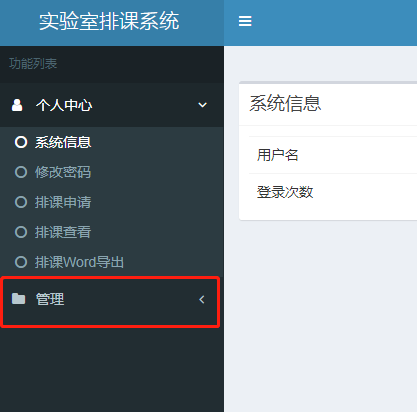 实验室排课系统
功能列表
个人中心
系统信息
修改密码
排课申请
排课查看
排课Word导出
管理
系统信息
用户名
登录次数